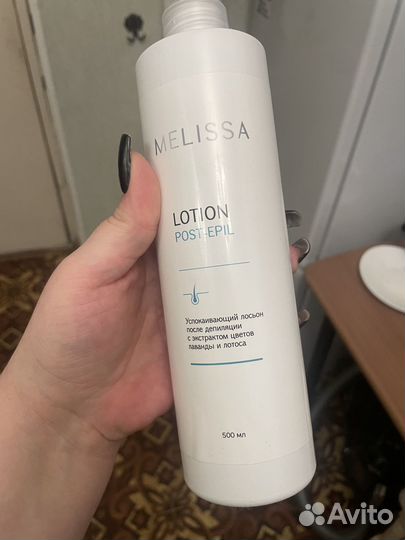 MELISSA
LOTION
POST-EPIL
Успокаивающий лосьон
после депиляции
с экстрактом цветов
лаванды и лотоса
500 мл
Avito